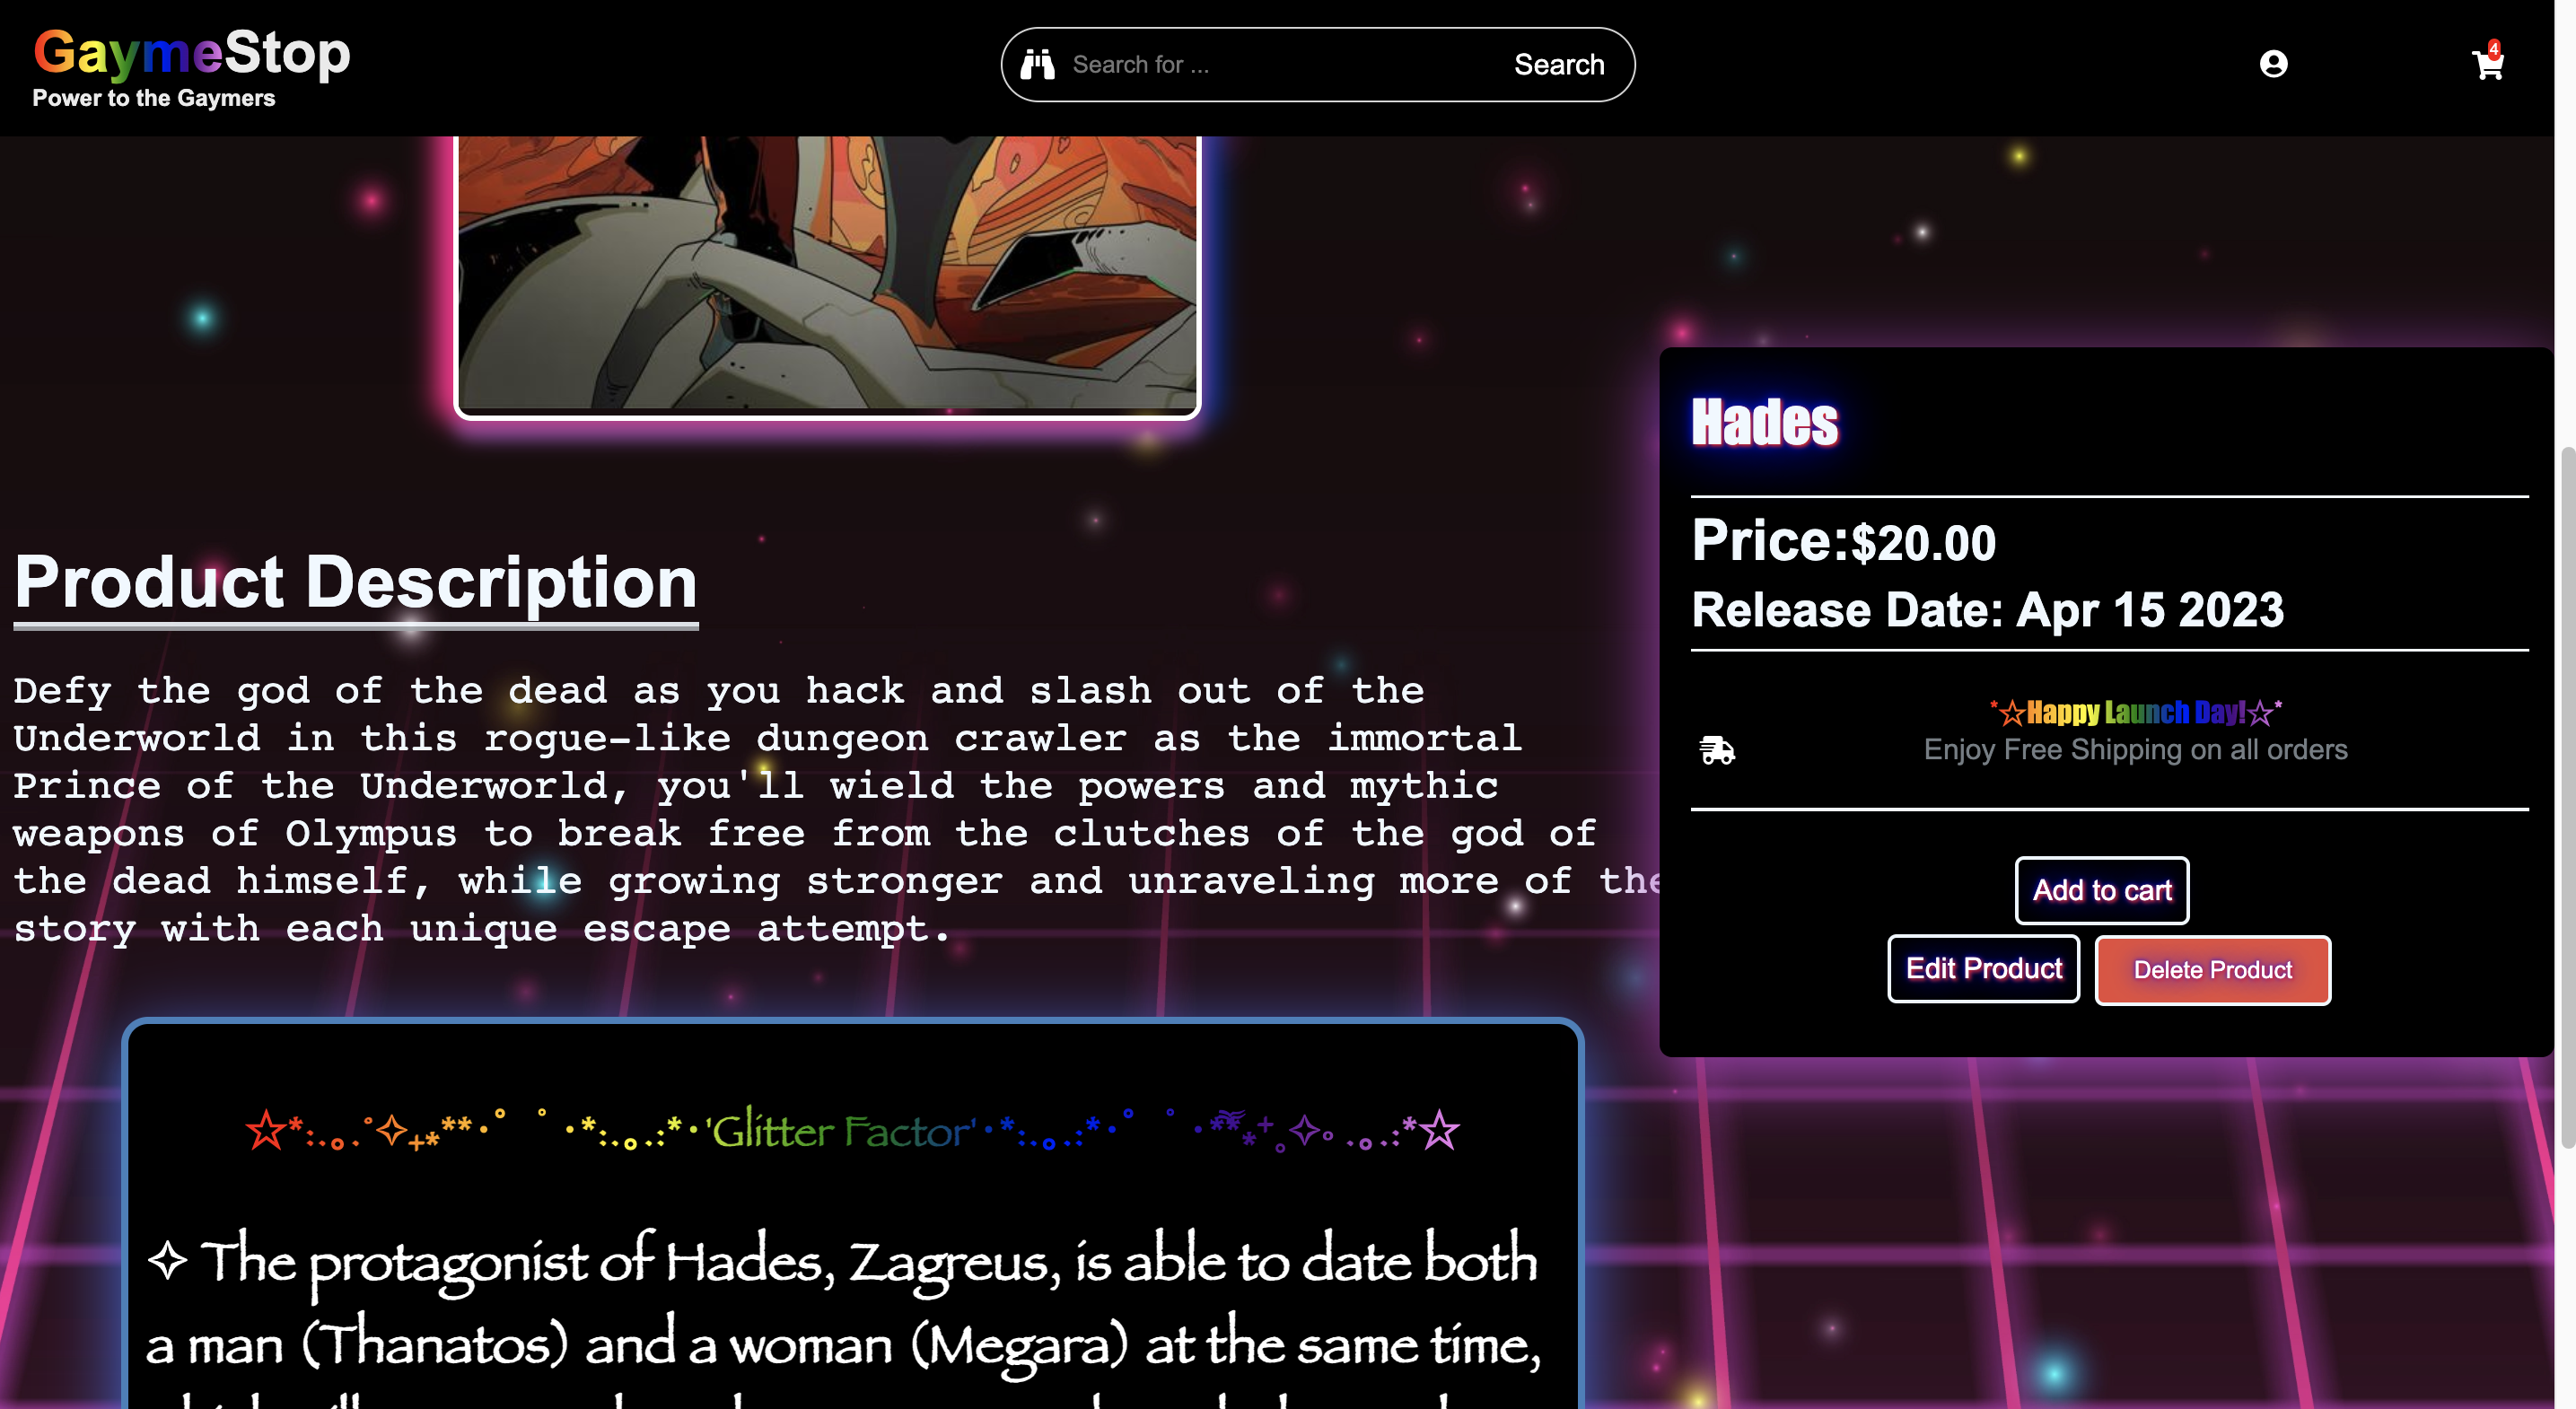 GaymeStop
Power to the Gaymers
Search for ...
Search
4
Hades
Price:$20.00
Release Date: Apr 15 2023
*☆Happy Launch Day!☆*
Enjoy Free Shipping on all orders
Add to cart
Edit Product
Delete Product
Product Description
Defy the god of the dead as you hack and slash out of the
Underworld in this rogue-like dungeon crawler as the immortal
Prince of the Underworld, you'll wield the powers and mythic
weapons of Olympus to break free from the clutches of the god of
the dead himself, while growing stronger and unraveling more of the
story with each unique escape attempt.
'Glitter Factor'
✧ The protagonist of Hades, Zagreus, is able to date both
a man (Thanatos) and a woman (Megara) at the same time,